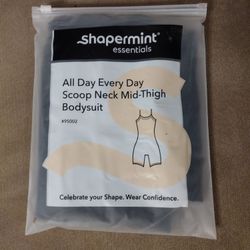 shapermint
essentials
All Day Every Day
Scoop Neck Mid-Thigh
Bodysuit
#95002
Celebrate your Shape. Wear Confidence.